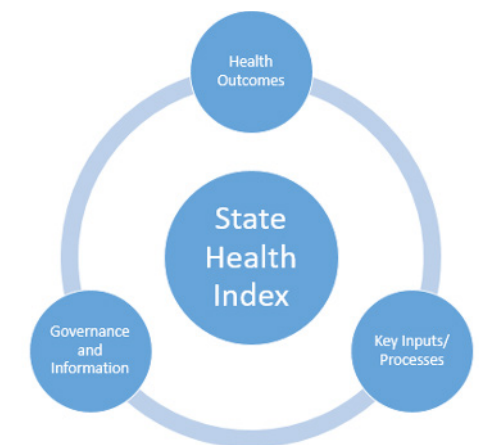 Health
Outcomes
State
Health
Index
Governance
and
Information
Key Inputs/
Processes